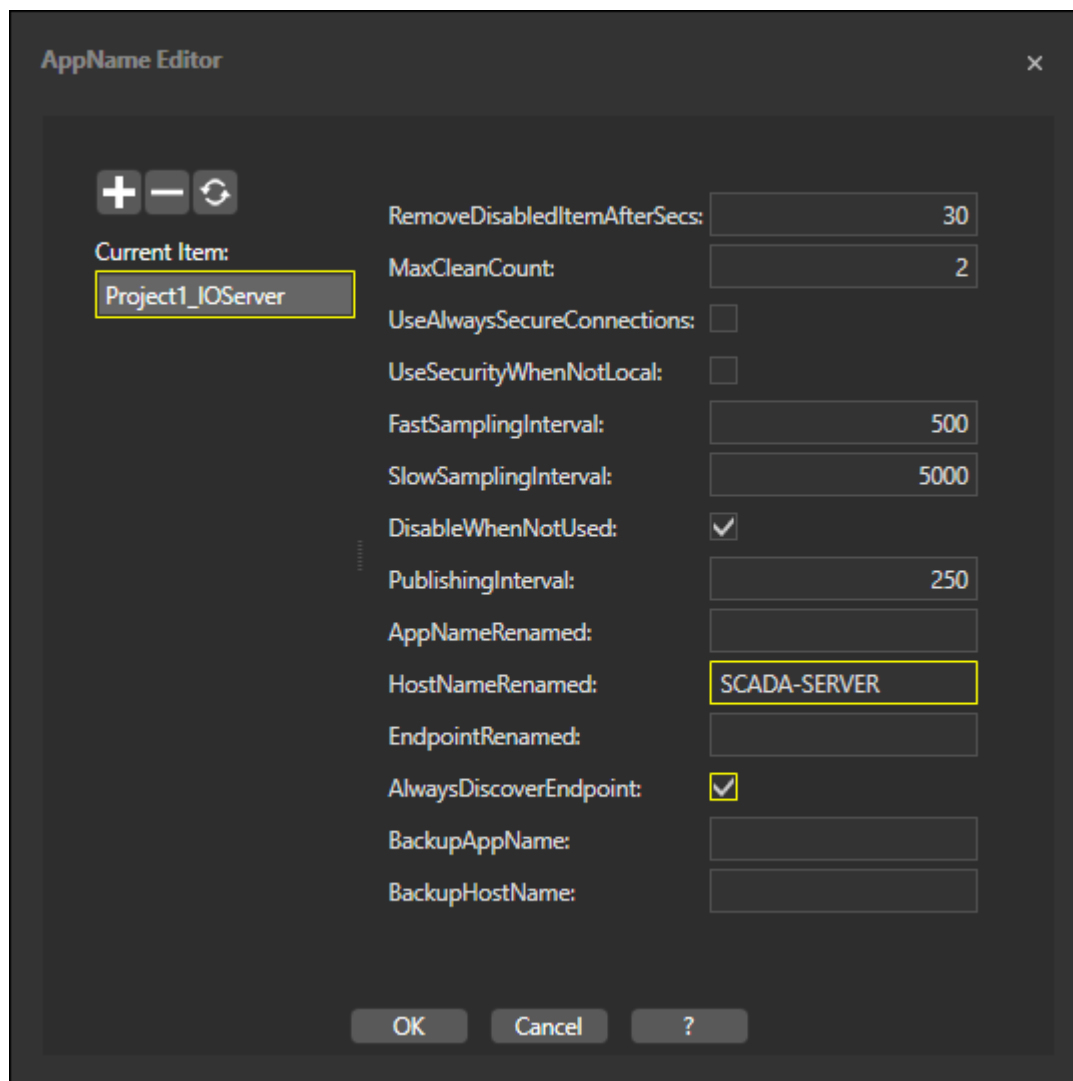 AppName Editor
Current Item:
Project1_IOServer
RemoveDisabledItemAfterSecs: 30
MaxCleanCount: 2
UseAlwaysSecureConnections:
UseSecurityWhenNotLocal:
FastSamplingInterval: 500
SlowSamplingInterval: 5000
DisableWhenNotUsed:
PublishingInterval: 250
AppNameRenamed:
HostNameRenamed: SCADA-SERVER
EndpointRenamed:
AlwaysDiscoverEndpoint:
BackupAppName:
BackupHostName:
OK Cancel ?